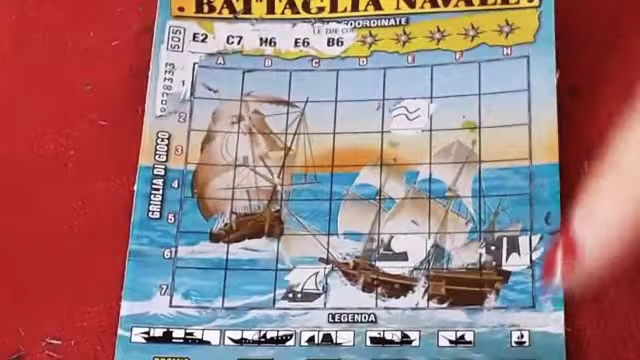 BATTAGLIA NAVALE
COORDINATE
E2 C7 H6 E6 B6
A B C D E F G H
1
2
3
4
5
6
7
GRIGLIA DI GIOCO
LEGENDA